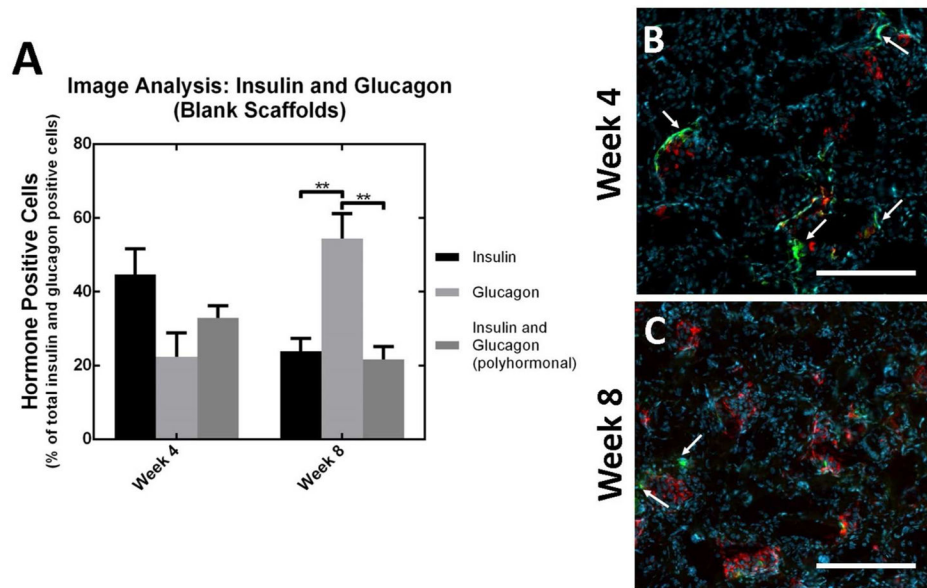 A
Image Analysis: Insulin and Glucagon
(Blank Scaffolds)
Hormone Positive Cells
(% of total insulin and glucagon positive cells)
80
60
40
20
0
**
**
Week 4
Week 8
Insulin
Glucagon
Insulin and
Glucagon
(polyhormonal)
Week 4
B
Week 8
C